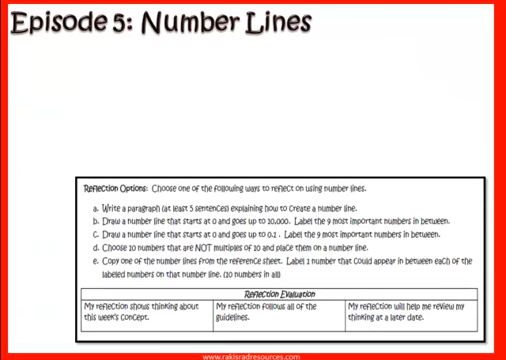 Episode 5: Number Lines
Reflection Options: Choose one of the following ways to reflect on using number lines.
a. Write a paragraph (at least 5 sentences) explaining how to create a number line.
b. Draw a number line that starts at 0 and goes up to 10,000. Label the 9 most important numbers in between.
c. Draw a number line that starts at 0 and goes up to 0.1. Label the 9 most important numbers in between.
d. Choose 10 numbers that are NOT multiples of 10 and place them on a number line.
e. Copy one of the number lines from the reference sheet. Label 1 number that could appear in between each of the
labeled numbers on that number line. (10 numbers in all)
Reflection Evaluation
My reflection shows thinking about
this week's concept.
My reflection follows all of the
guidelines.
My reflection will help me review my
thinking at a later date.
www.rakisradresources.com